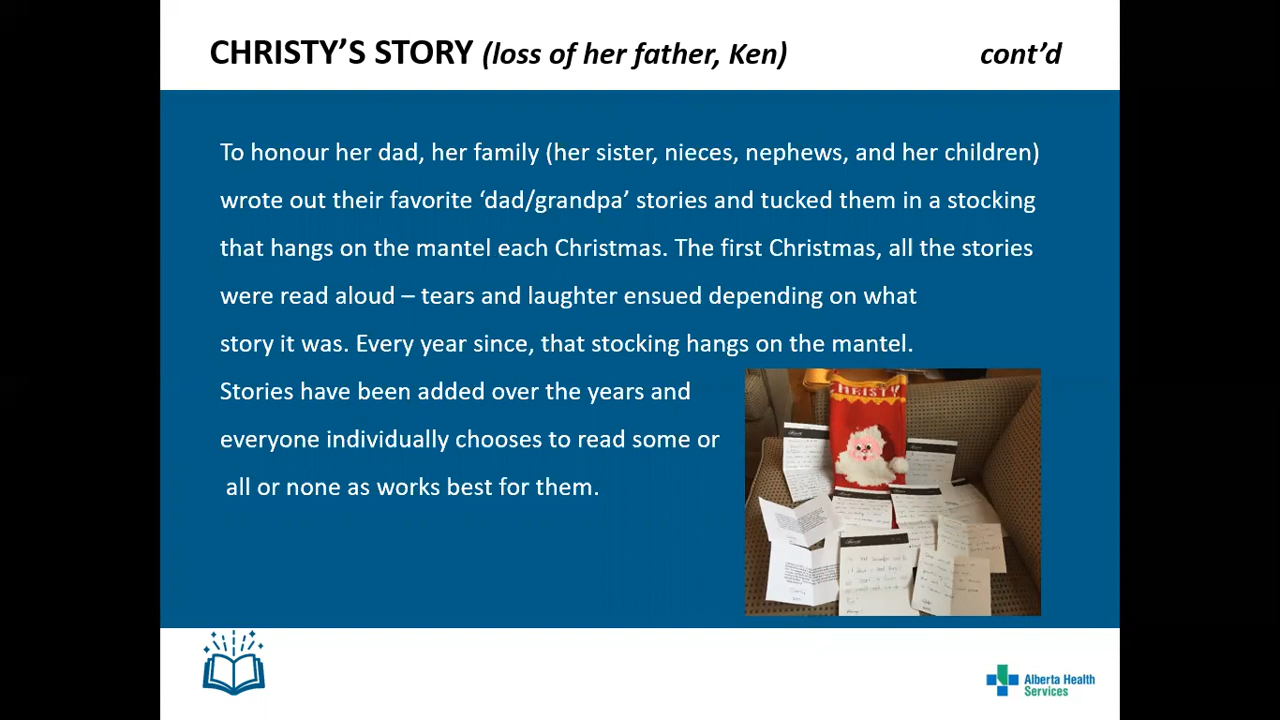 CHRISTY’S STORY (loss of her father, Ken) cont’d
To honour her dad, her family (her sister, nieces, nephews, and her children)
wrote out their favorite ‘dad/grandpa’ stories and tucked them in a stocking
that hangs on the mantel each Christmas. The first Christmas, all the stories
were read aloud – tears and laughter ensued depending on what
story it was. Every year since, that stocking hangs on the mantel.
Stories have been added over the years and
everyone individually chooses to read some or
all or none as works best for them.
CHRISTY
Alberta Health
Services